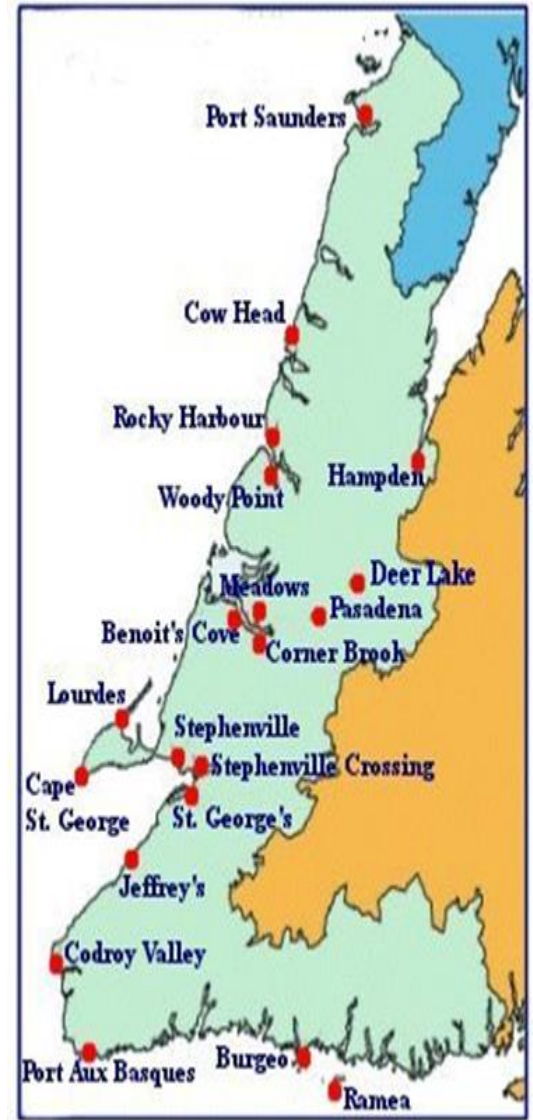 Port Saunders
Cow Head
Rocky Harbour
Hampden
Woody Point
Deer Lake
Meadows
Pasadena
Benoit's Cove
Corner Brook
Lourdes
Stephenville
Stephenville Crossing
Cape
St. George
St. George's
Jeffrey's
Codroy Valley
Burgeo
Port Aux Basques
Ramea